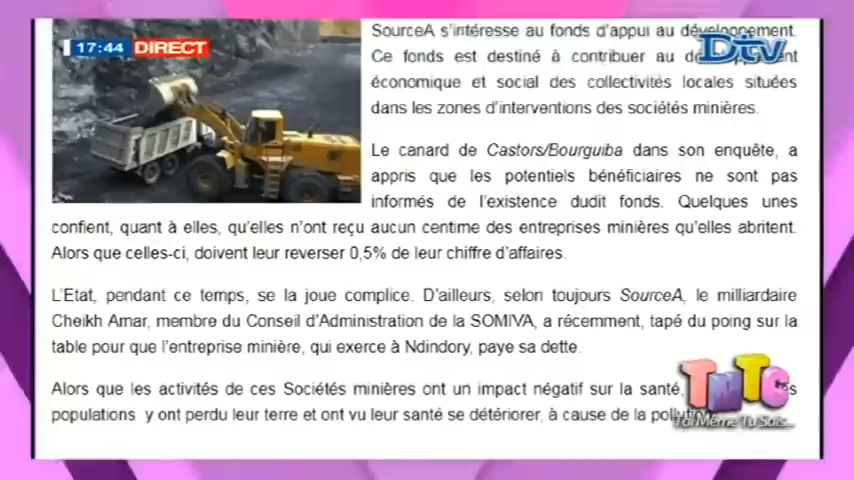 17:44 DIRECT
Dtv
SourceA s'intéresse au fonds d'appui au développement.
Ce fonds est destiné à contribuer au
économique et social des collectivités locales situées
dans les zones d'interventions des sociétés minières.
Le canard de Castors/Bourguiba dans son enquête, a
appris que les potentiels bénéficiaires ne sont pas
informés de l'existence dudit fonds. Quelques unes
confient, quant à elles, qu'elles n'ont reçu aucun centime des entreprises minières qu'elles abritent.
Alors que celles-ci, doivent leur reverser 0,5% de leur chiffre d'affaires.
L'Etat, pendant ce temps, se la joue complice. D'ailleurs, selon toujours SourceA, le milliardaire
Cheikh Amar, membre du Conseil d'Administration de la SOMIVA, a récemment, tapé du poing sur la
table pour que l'entreprise minière, qui exerce à Ndindory, paye sa dette.
Alors que les activités de ces Sociétés minières ont un impact négatif sur la santé,
populations y ont perdu leur terre et ont vu leur santé se détériorer, à cause de la pollution.
TMTC
Toi Même Tu Sais...